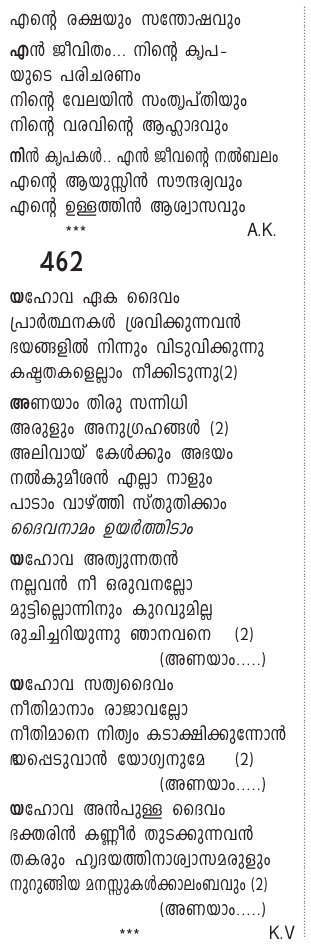 എന്റെ രക്ഷയും സന്തോഷവും
എൻ ജീവിതം... നിന്റെ കൃപ-
യുടെ പരിചരണം
നിന്റെ വേലയിൻ സംതൃപ്തിയും
നിന്റെ വരവിന്റെ ആഹ്ലാദവും
നിൻ കൃപകൾ.. എൻ ജീവന്റെ നൽബലം
എന്റെ ആയുസ്സിൻ സൗന്ദര്യവും
എന്റെ ഉള്ളത്തിൻ ആശ്വാസവും
*** A.K.
462
യഹോവ ഏക ദൈവം
പ്രാർത്ഥനകൾ ശ്രവിക്കുന്നവൻ
ഭയങ്ങളിൽ നിന്നും വിടുവിക്കുന്നു
കഷ്ടതകളെല്ലാം നീക്കിടുന്നു(2)
അണയാം തിരു സന്നിധി
അരുളും അനുഗ്രഹങ്ങൾ (2)
അലിവായ് കേൾക്കും അഭയം
നൽകുമീശൻ എല്ലാ നാളും
പാടാം വാഴ്ത്തി സ്തുതിക്കാം
ദൈവനാമം ഉയർത്തിടാം
യഹോവ അത്യുന്നതൻ
നല്ലവൻ നീ ഒരുവനല്ലോ
മുട്ടില്ലൊന്നിനും കുറവുമില്ല
രുചിച്ചറിയുന്നു ഞാനവനെ (2)
(അണയാം.....)
യഹോവ സത്യദൈവം
നീതിമാനാം രാജാവല്ലോ
നീതിമാനെ നിത്യം കടാക്ഷിക്കുന്നോൻ
ഭയപ്പെടുവാൻ യോഗ്യനുമേ (2)
(അണയാം.....)
യഹോവ അൻപുള്ള ദൈവം
ഭക്തരിൻ കണ്ണീർ തുടക്കുന്നവൻ
തകരും ഹൃദയത്തിനാശ്വാസമരുളും
നുറുങ്ങിയ മനസ്സുകൾക്കാലംബവും (2)
(അണയാം.....)
*** K.V